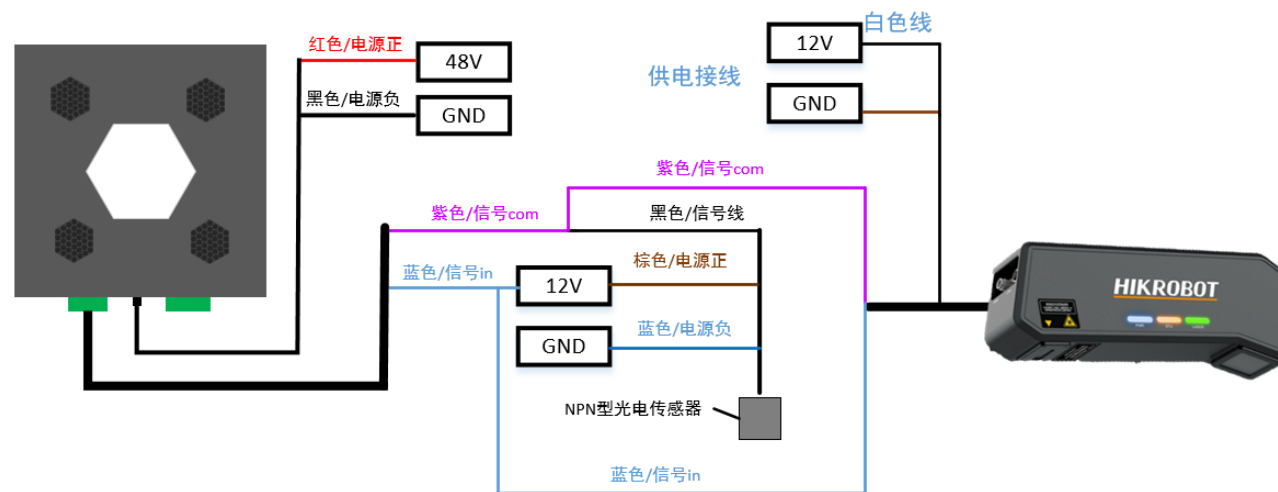 白色线
红色/电源正
48V
12V
供电接线
黑色/电源负
GND
GND
紫色/信号com
紫色/信号com
黑色/信号线
蓝色/信号in
12V
棕色/电源正
GND
蓝色/电源负
HIKROBOT
NPN型光电传感器
蓝色/信号in